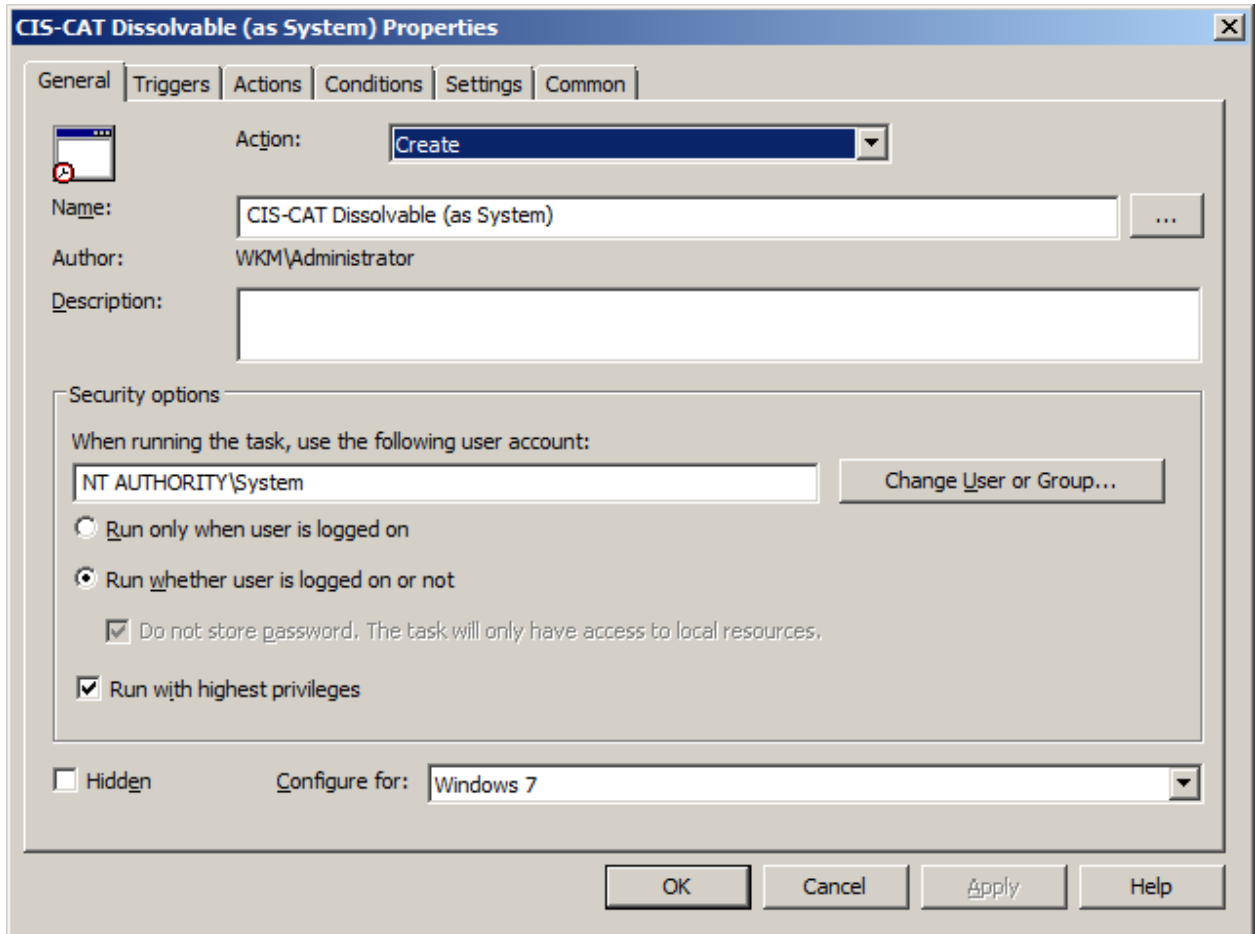 CIS-CAT Dissolvable (as System) Properties
General Triggers Actions Conditions Settings Common
Action: Create
Name: CIS-CAT Dissolvable (as System) ...
Author: WKM\Administrator
Description:
Security options
When running the task, use the following user account:
NT AUTHORITY\System Change User or Group...
Run only when user is logged on
Run whether user is logged on or not
Do not store password. The task will only have access to local resources.
Run with highest privileges
Hidden Configure for: Windows 7
OK Cancel Apply Help